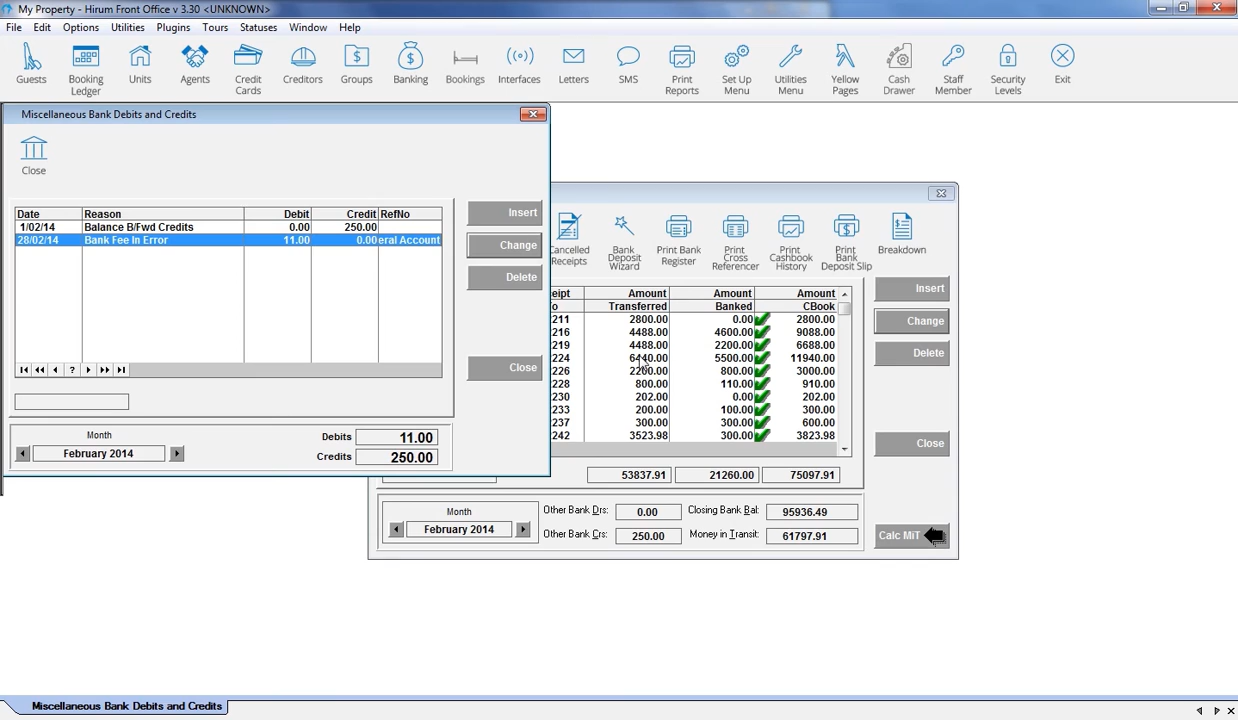 My Property - Hirum Front Office v 3.30 <UNKNOWN>
File Edit Options Utilities Plugins Tours Statuses Window Help
Guests Booking Ledger Units Agents Credit Cards Creditors Groups Banking Bookings Interfaces Letters SMS Print Reports Set Up Menu Utilities Menu Yellow Pages Cash Drawer Staff Member Security Levels Exit
Miscellaneous Bank Debits and Credits
Close
Date Reason Debit Credit RefNo
1/02/14 Balance B/Fwd Credits 0.00 250.00
28/02/14 Bank Fee In Error 11.00 0.00 eral Account
Insert
Change
Delete
Close
Month
February 2014
Debits 11.00
Credits 250.00
Cancelled Receipts Bank Deposit Wizard Print Bank Register Print Cross Referencer Print Cashbook History Print Bank Deposit Slip Breakdown
eipt Amount Amount Amount
o Transferred Banked CBook
211 2800.00 0.00 2800.00
216 4488.00 4600.00 9088.00
219 4488.00 2200.00 6688.00
224 6440.00 5500.00 11940.00
226 2200.00 800.00 3000.00
228 800.00 110.00 910.00
230 202.00 0.00 202.00
233 200.00 100.00 300.00
237 300.00 300.00 600.00
242 3523.98 300.00 3823.98
53837.91 21260.00 75097.91
Insert
Change
Delete
Close
Month
February 2014
Other Bank Drs: 0.00 Closing Bank Bal: 95936.49
Other Bank Crs: 250.00 Money in Transit: 61797.91
Calc MiT
Miscellaneous Bank Debits and Credits